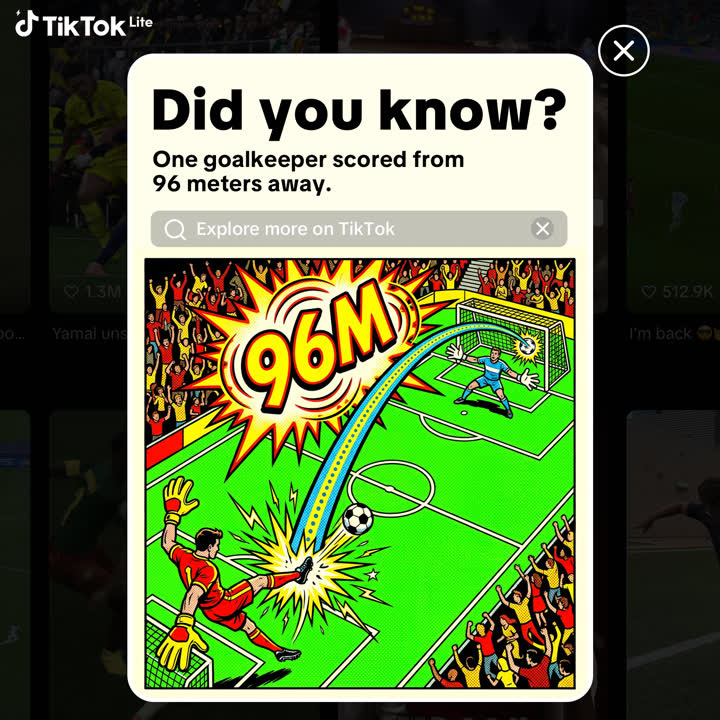 TikTok Lite
Did you know?
One goalkeeper scored from
96 meters away.
Explore more on TikTok
96M
1.3M
512.9K
Yamal uns
I'm back 😎